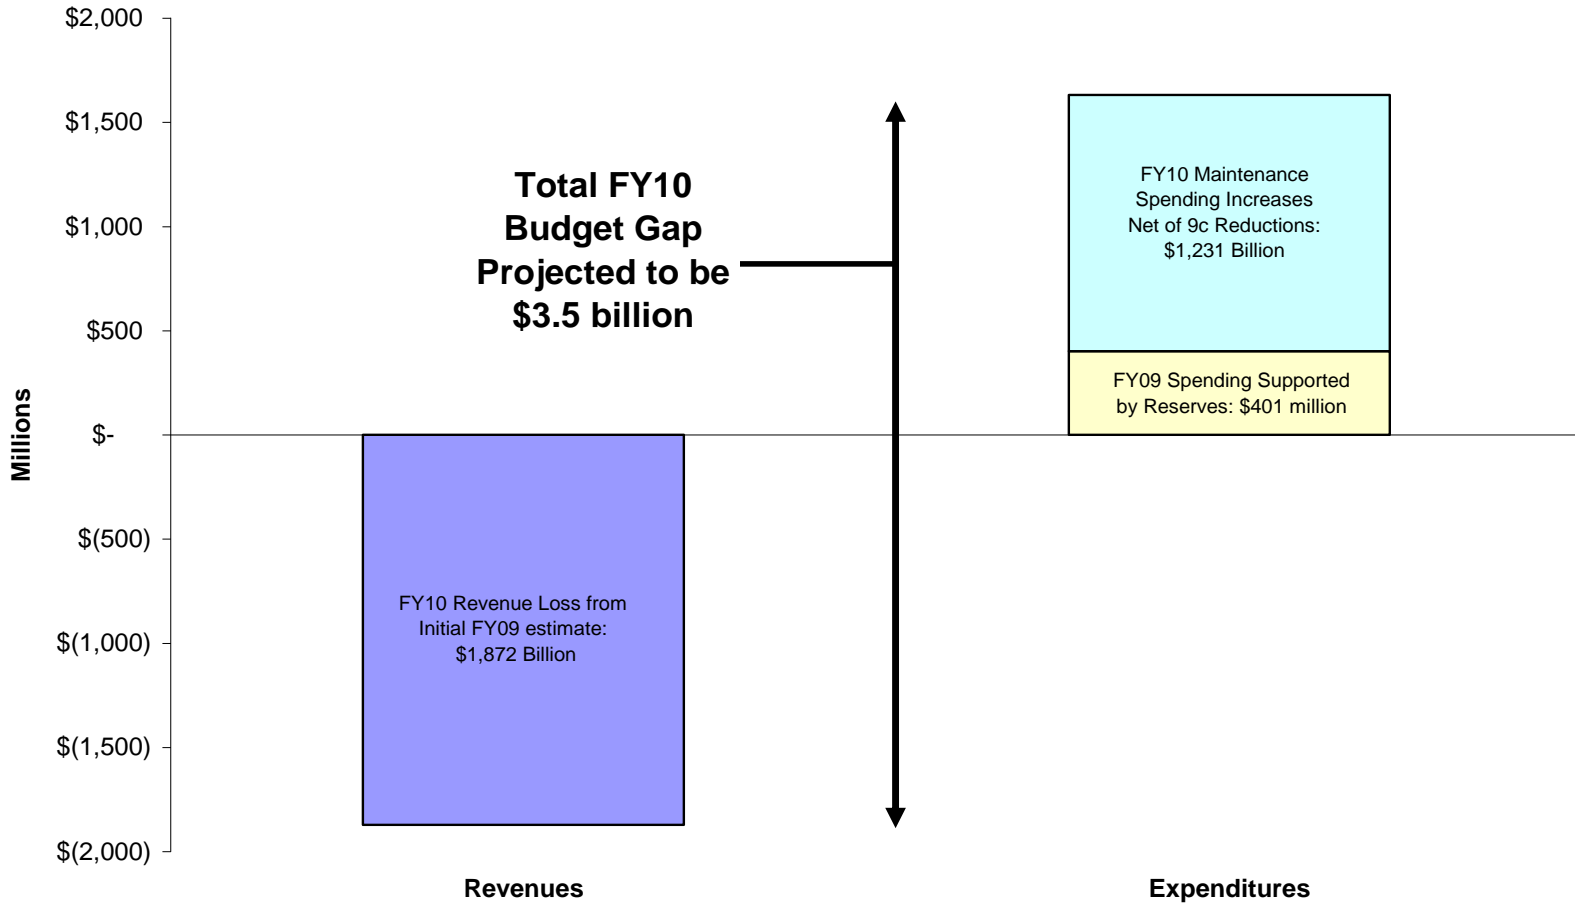 $2,000
$1,500
$1,000
$500
$-
$(500)
$(1,000)
$(1,500)
$(2,000)
Millions
Total FY10
Budget Gap
Projected to be
$3.5 billion
FY10 Maintenance
Spending Increases
Net of 9c Reductions:
$1,231 Billion
FY09 Spending Supported
by Reserves: $401 million
FY10 Revenue Loss from
Initial FY09 estimate:
$1,872 Billion
Revenues
Expenditures